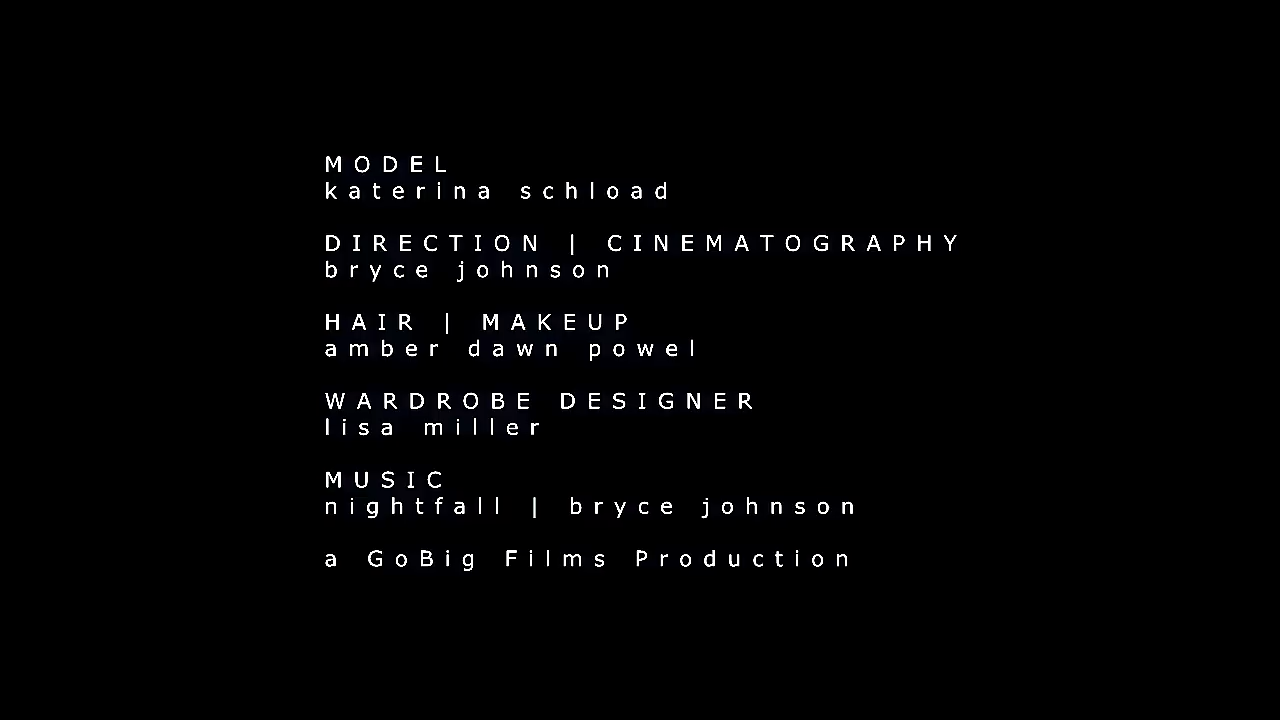 MODEL
katerina schload
DIRECTION | CINEMATOGRAPHY
bryce johnson
HAIR | MAKEUP
amber dawn powel
WARDROBE DESIGNER
lisa miller
MUSIC
nightfall | bryce johnson
a GoBig Films Production